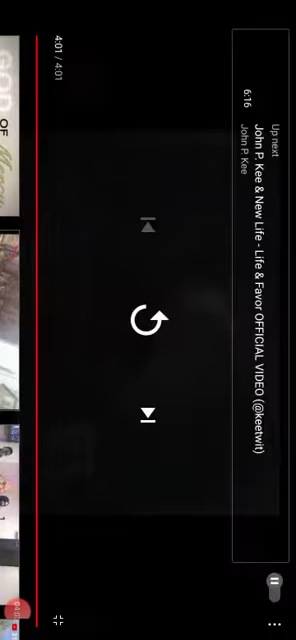 Up next
John P. Kee & New Life - Life & Favor OFFICIAL VIDEO (@keetwit)
John P. Kee
6:16
4:01 / 4:01
OF